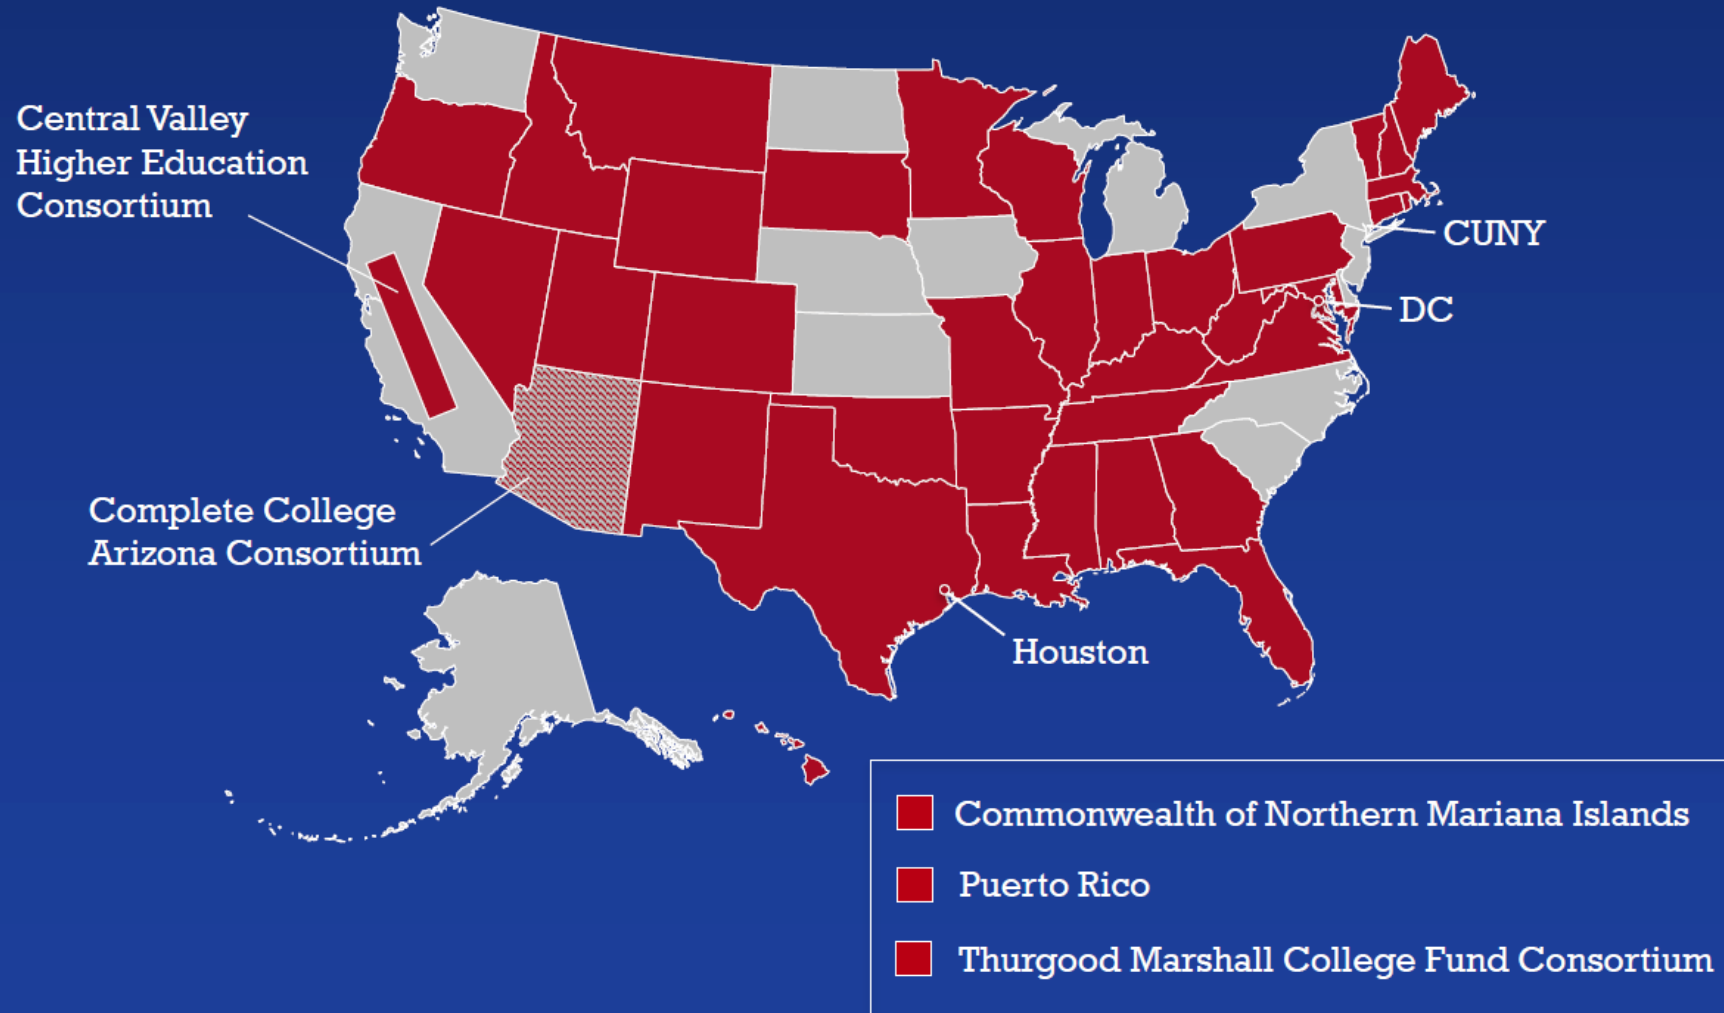 Central Valley
Higher Education
Consortium
CUNY
DC
Complete College
Arizona Consortium
Houston
Commonwealth of Northern Mariana Islands
Puerto Rico
Thurgood Marshall College Fund Consortium